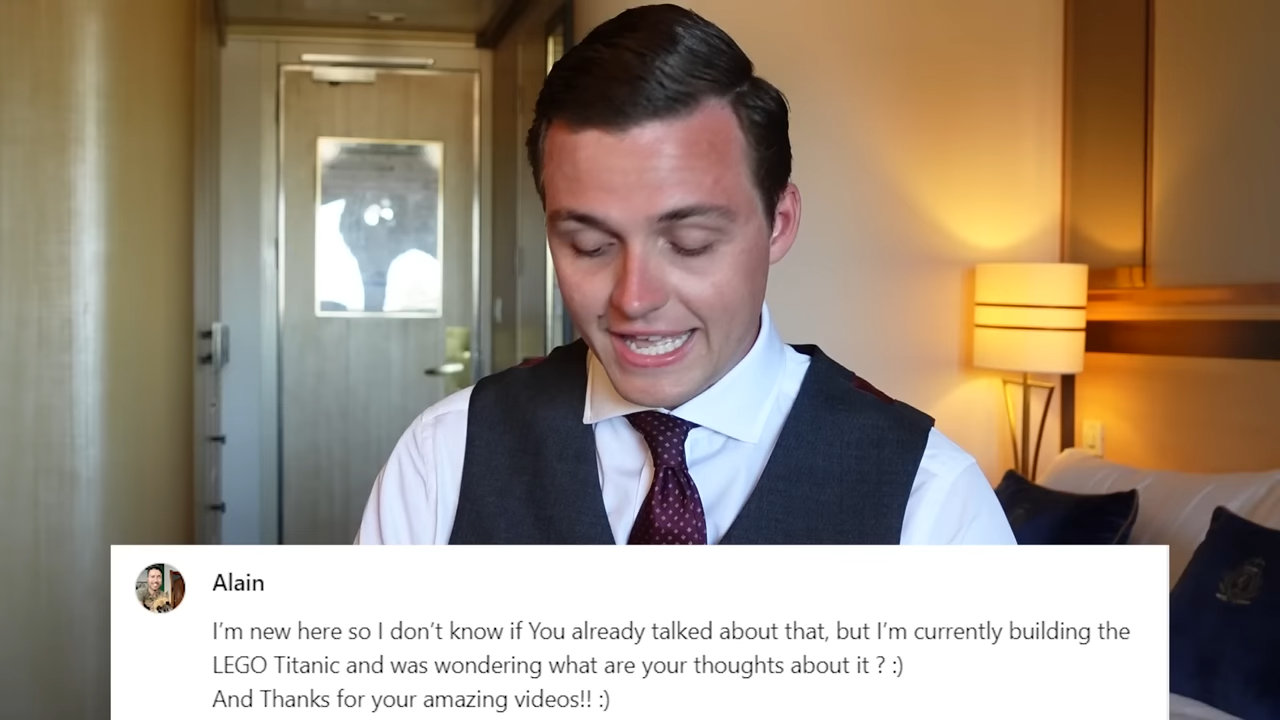 Alain
I'm new here so I don't know if You already talked about that, but I'm currently building the
LEGO Titanic and was wondering what are your thoughts about it ? :)
And Thanks for your amazing videos!! :)